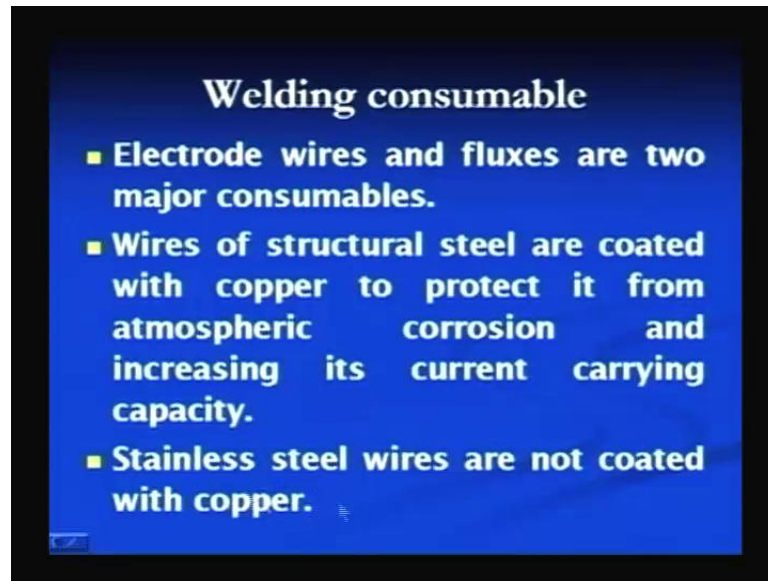 Welding consumable
Electrode wires and fluxes are two
major consumables.
Wires of structural steel are coated
with copper to protect it from
atmospheric corrosion and
increasing its current carrying
capacity.
Stainless steel wires are not coated
with copper.